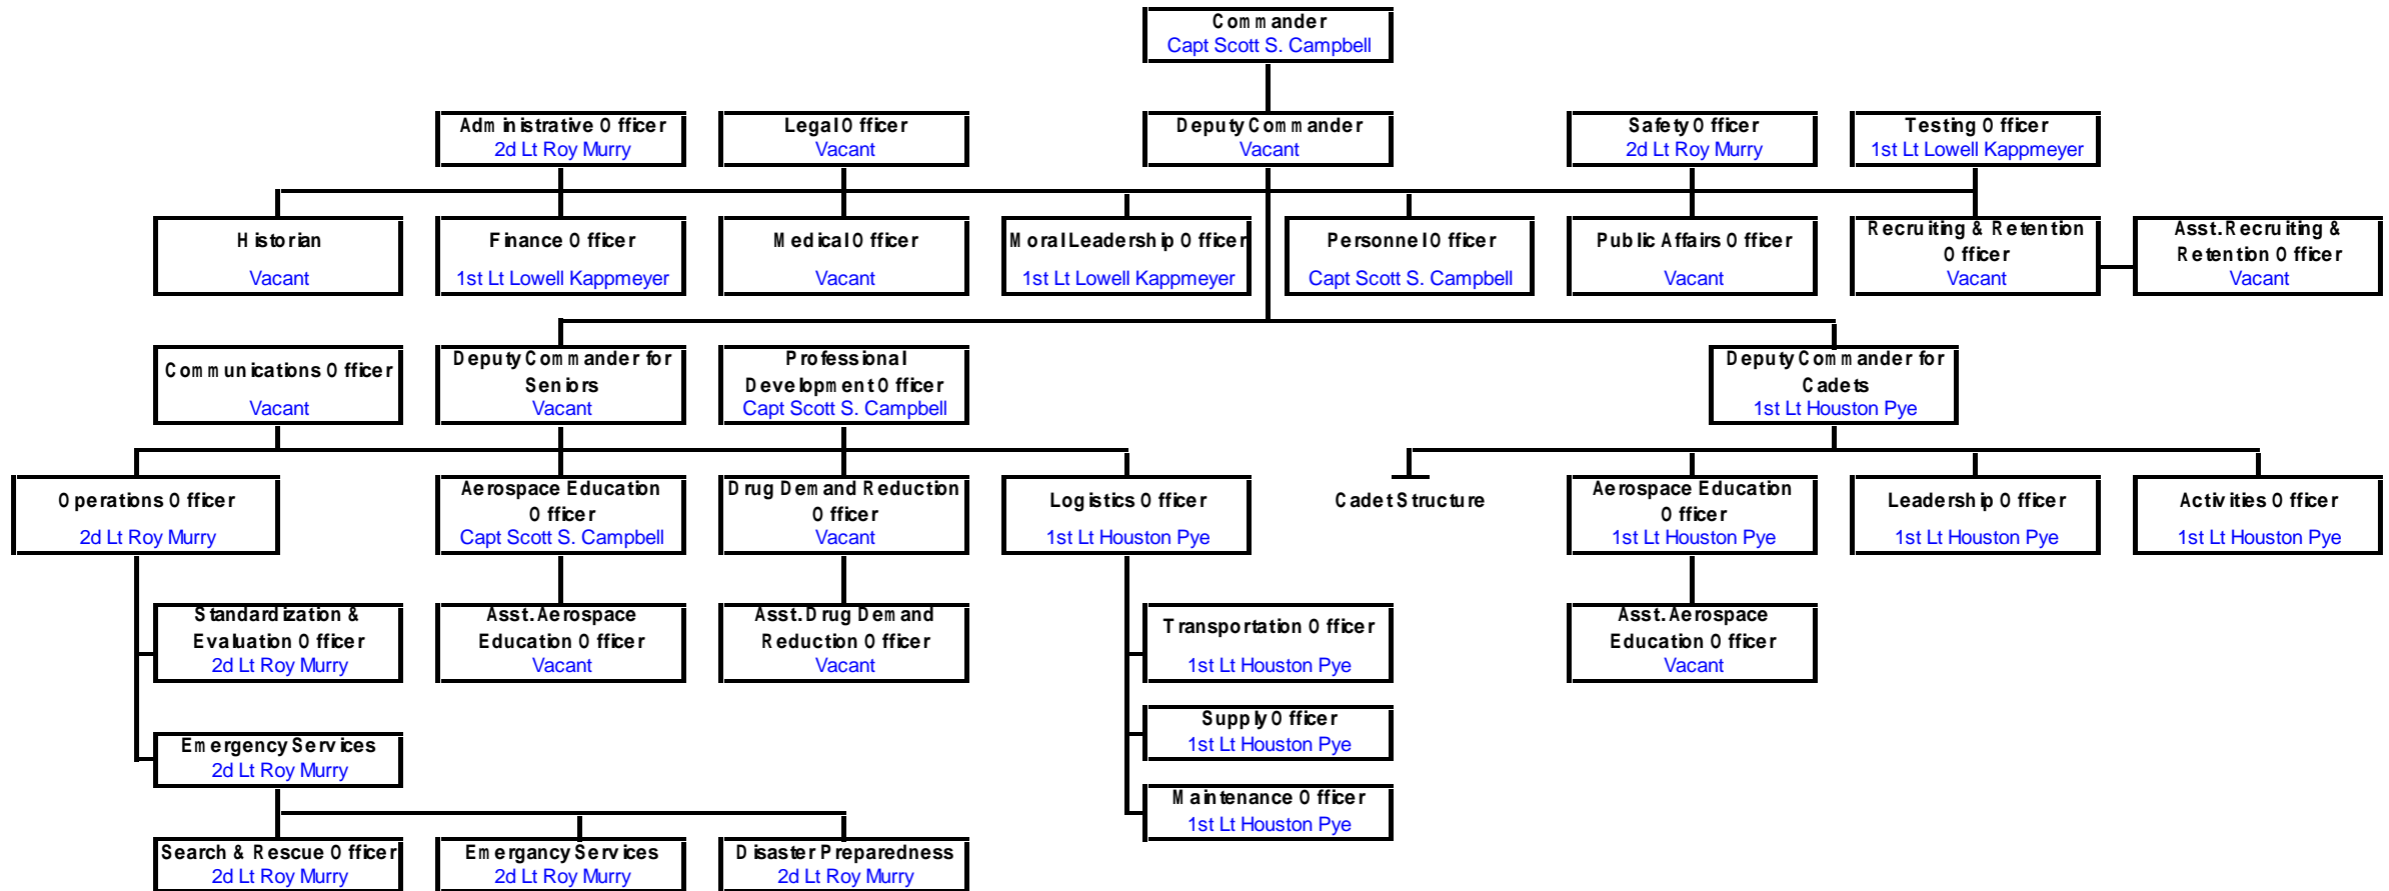 Commander
Capt Scott S. Campbell
Administrative Officer
2d Lt Roy Murry
Legal Officer
Vacant
Deputy Commander
Vacant
Safety Officer
2d Lt Roy Murry
Testing Officer
1st Lt Lowell Kappmeyer
Historian
Vacant
Finance Officer
1st Lt Lowell Kappmeyer
Medical Officer
Vacant
Moral Leadership Officer
1st Lt Lowell Kappmeyer
Personnel Officer
Capt Scott S. Campbell
Public Affairs Officer
Vacant
Recruiting & Retention
Officer
Vacant
Asst. Recruiting &
Retention Officer
Vacant
Communications Officer
Vacant
Deputy Commander for
Seniors
Vacant
Professional
Development Officer
Capt Scott S. Campbell
Deputy Commander for
Cadets
1st Lt Houston Pye
Operations Officer
2d Lt Roy Murry
Aerospace Education
Officer
Capt Scott S. Campbell
Drug Demand Reduction
Officer
Vacant
Logistics Officer
1st Lt Houston Pye
Cadet Structure
Aerospace Education
Officer
1st Lt Houston Pye
Leadership Officer
1st Lt Houston Pye
Activities Officer
1st Lt Houston Pye
Standardization &
Evaluation Officer
2d Lt Roy Murry
Asst. Aerospace
Education Officer
Vacant
Asst. Drug Demand
Reduction Officer
Vacant
Transportation Officer
1st Lt Houston Pye
Asst. Aerospace
Education Officer
Vacant
Supply Officer
1st Lt Houston Pye
Emergency Services
2d Lt Roy Murry
Maintenance Officer
1st Lt Houston Pye
Search & Rescue Officer
2d Lt Roy Murry
Emergancy Services
2d Lt Roy Murry
Disaster Preparedness
2d Lt Roy Murry